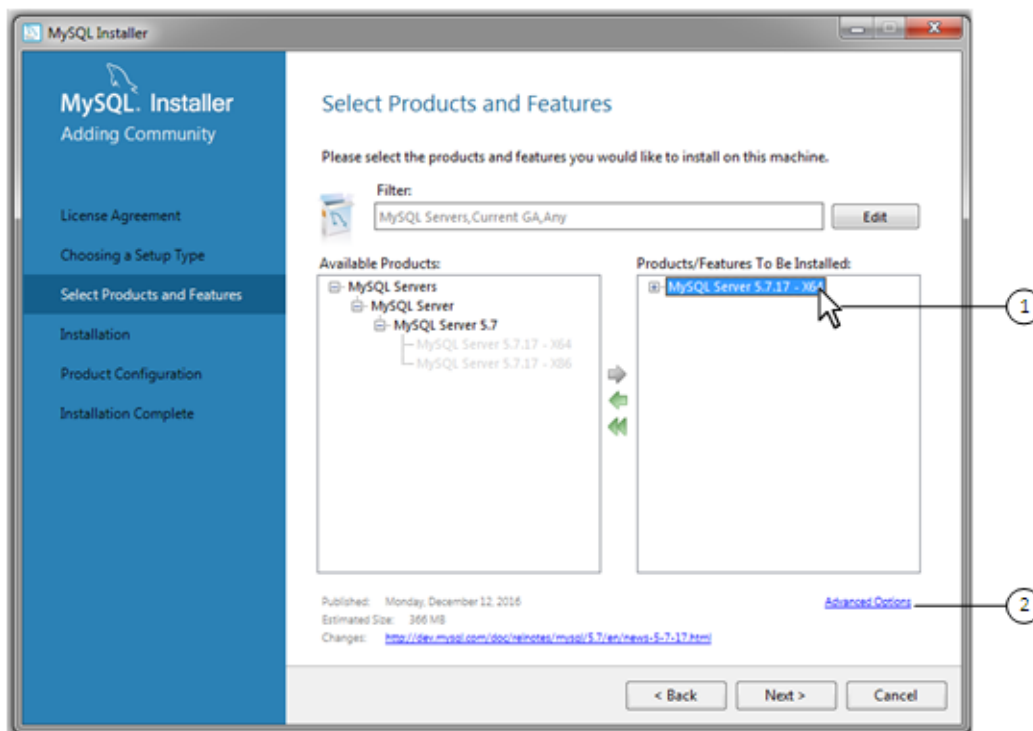 MySQL Installer
MySQL. Installer
Adding Community
License Agreement
Choosing a Setup Type
Select Products and Features
Installation
Product Configuration
Installation Complete
Select Products and Features
Please select the products and features you would like to install on this machine.
Filter:
MySQL Servers,Current GA,Any
Edit
Available Products:
MySQL Servers
MySQL Server
MySQL Server 5.7
MySQL Server 5.7.17 - X64
MySQL Server 5.7.17 - X86
Products/Features To Be Installed:
MySQL Server 5.7.17 - X64
1
Published: Monday, December 12, 2016
Advanced Options
2
Estimated Size: 366 MB
Changes: http://dev.mysql.com/doc/relnotes/mysql/5.7/en/news-5-7-17.html
< Back
Next >
Cancel